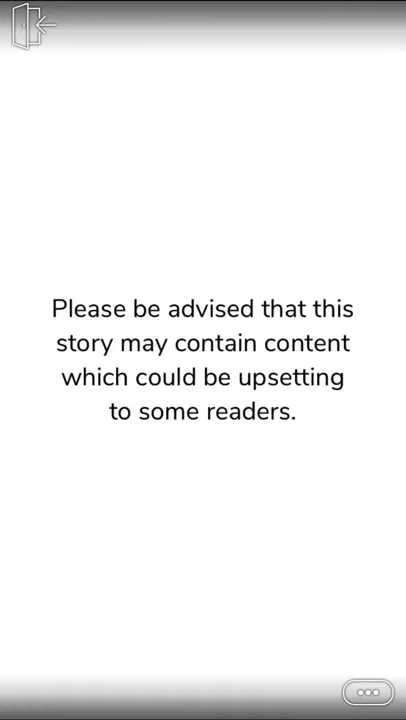 Please be advised that this
story may contain content
which could be upsetting
to some readers.